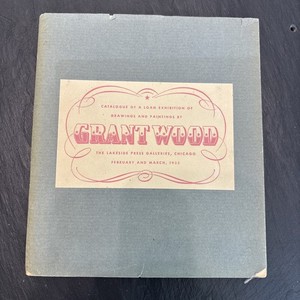 CATALOGUE OF A LOAN EXHIBITION OF
DRAWINGS AND PAINTINGS BY
GRANT WOOD
THE LAKESIDE PRESS GALLERIES, CHICAGO
FEBRUARY AND MARCH, 1935